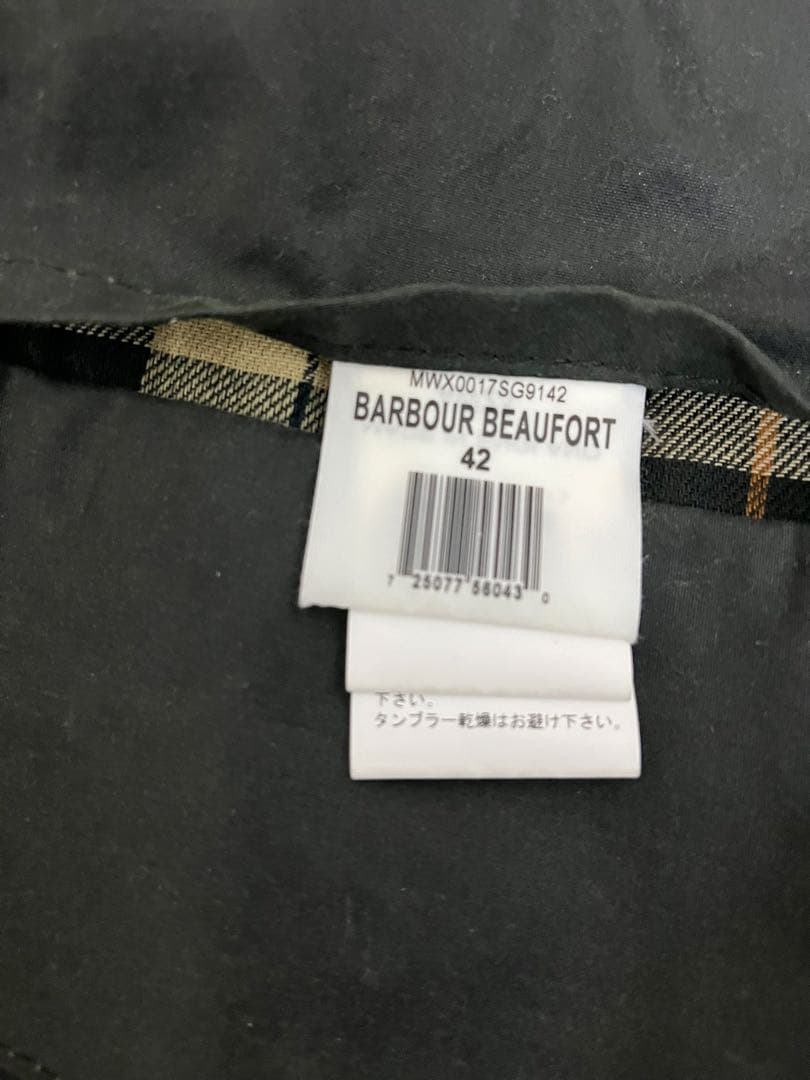 MWX0017SG9142
BARBOUR BEAUFORT
42
7 25077 56043 0
下さい。
タンブラー乾燥はお避け下さい。